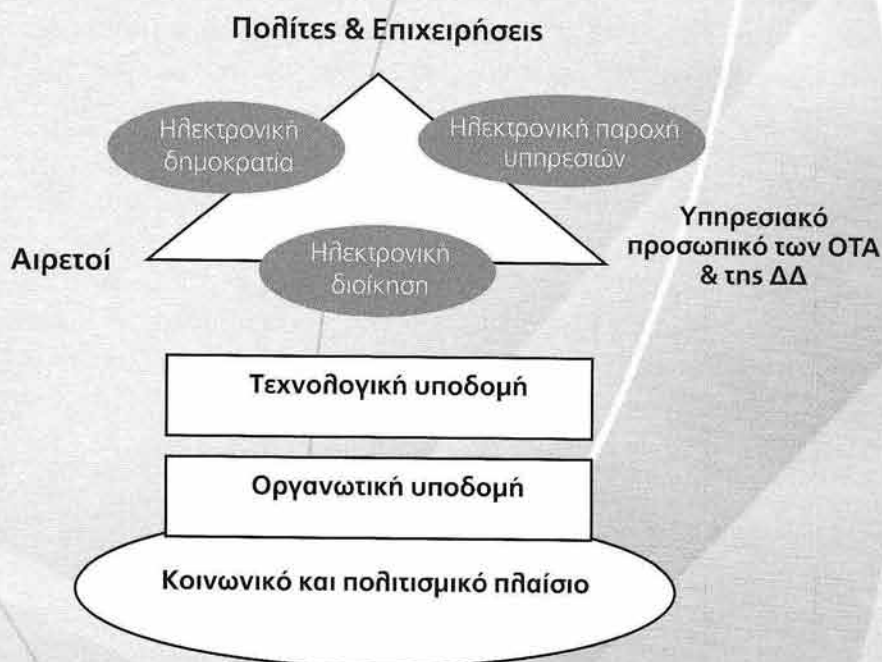 Πολίτες & Επιχειρήσεις
Ηλεκτρονική
δημοκρατία
Ηλεκτρονική παροχή
υπηρεσιών
Αιρετοί
Ηλεκτρονική
διοίκηση
Υπηρεσιακό
προσωπικό των ΟΤΑ
& της ΔΔ
Τεχνολογική υποδομή
Οργανωτική υποδομή
Κοινωνικό και πολιτισμικό πλαίσιο